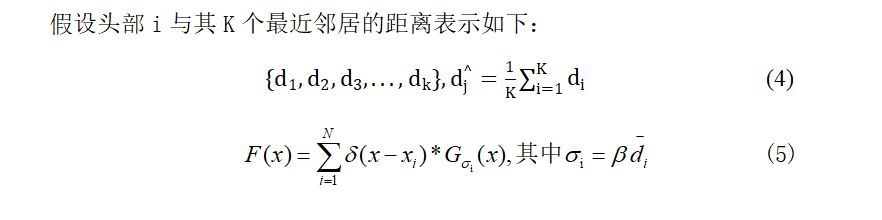 假设头部 i 与其 K 个最近邻居的距离表示如下：
{d₁,d₂,d₃,...,dₖ},dⱼ^ = 1/K ∑ᵢ₌₁ᴷ dᵢ (4)
F(x) = ∑ᵢ₌₁ᴺ δ(x−xᵢ) * G_σᵢ(x), 其中 σᵢ = β d̄ᵢ (5)